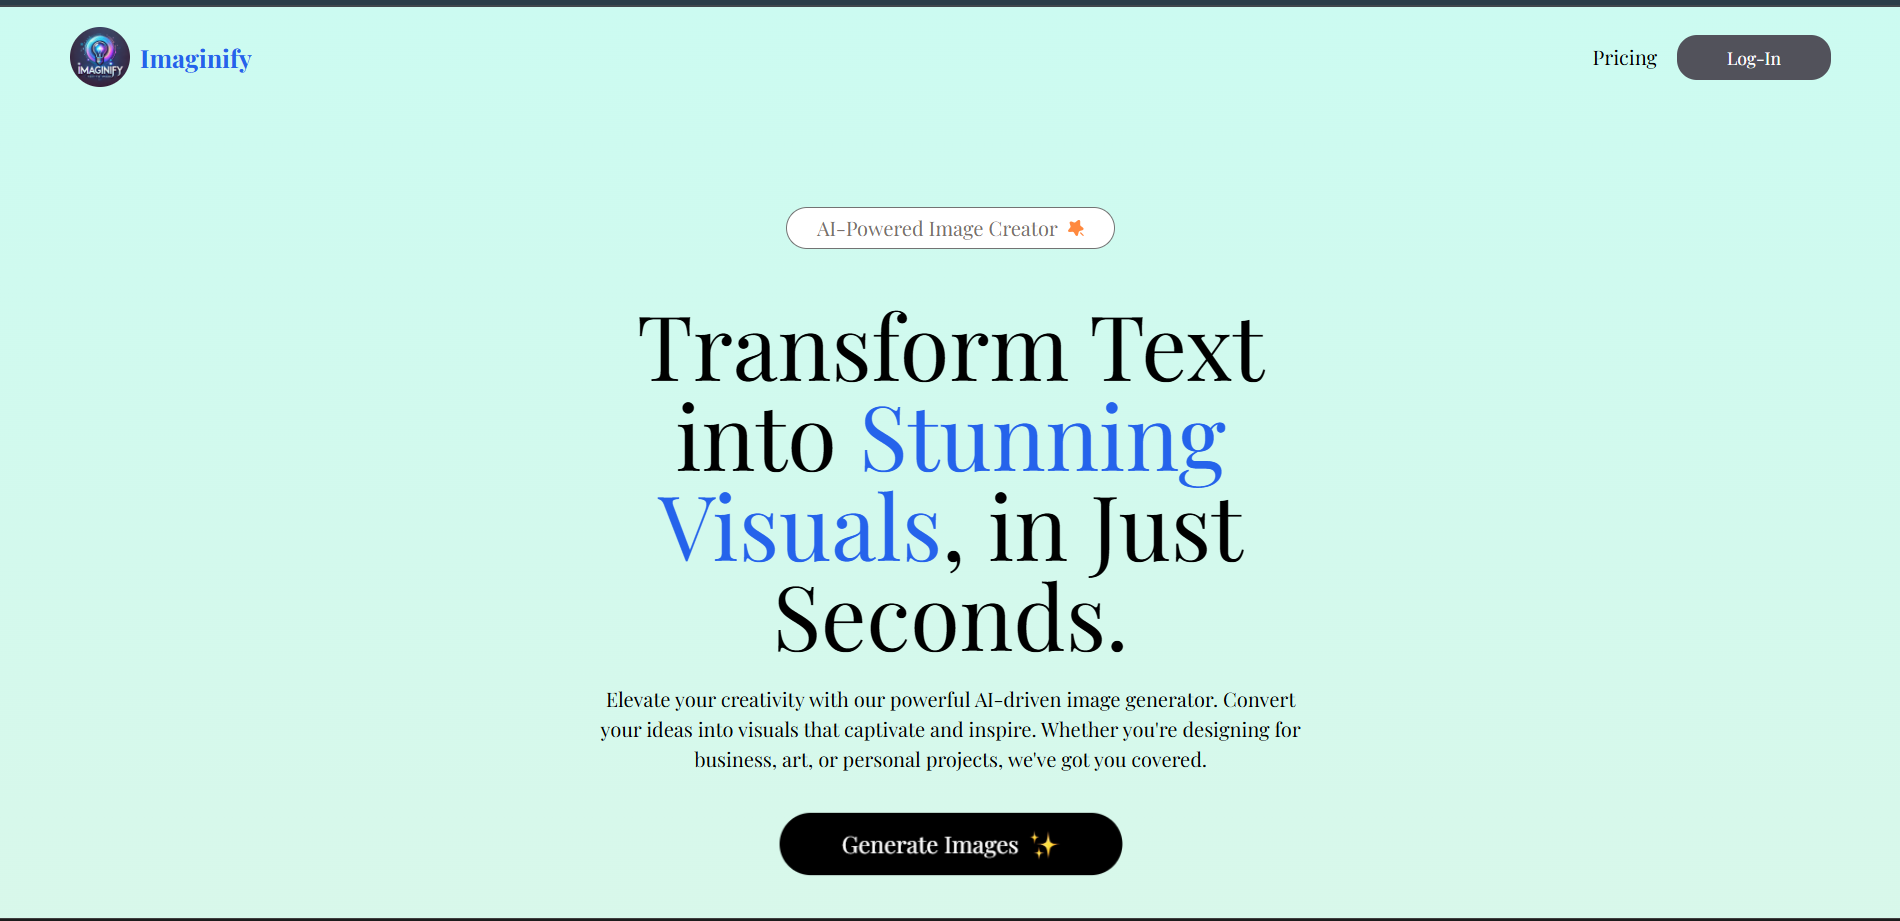 IMAGINIFY
Imaginify
Pricing
Log-In
AI-Powered Image Creator
Transform Text
into Stunning
Visuals, in Just
Seconds.
Elevate your creativity with our powerful AI-driven image generator. Convert
your ideas into visuals that captivate and inspire. Whether you're designing for
business, art, or personal projects, we've got you covered.
Generate Images ✨